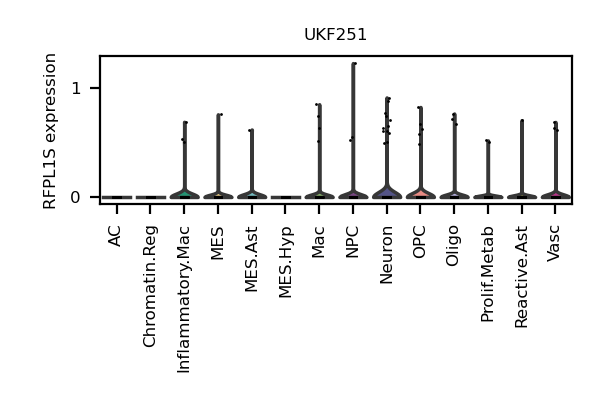 UKF251
RFPL1S expression
1
0
AC
Chromatin.Reg
Inflammatory.Mac
MES
MES.Ast
MES.Hyp
Mac
NPC
Neuron
OPC
Oligo
Prolif.Metab
Reactive.Ast
Vasc